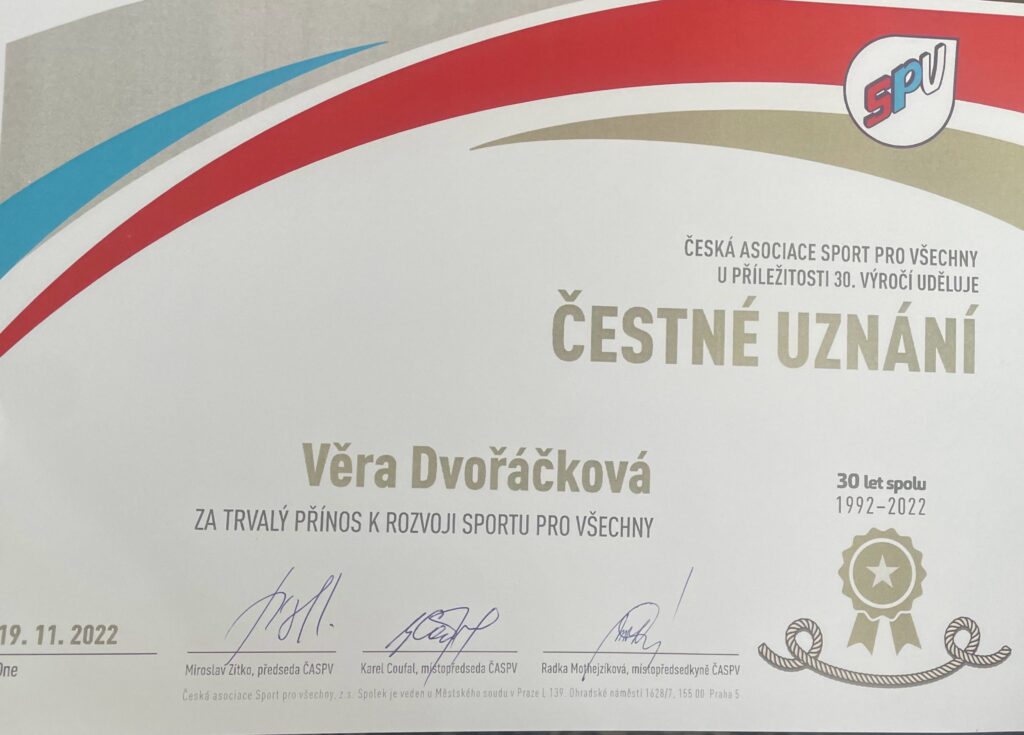 SPV
ČESKÁ ASOCIACE SPORT PRO VŠECHNY
U PŘÍLEŽITOSTI 30. VÝROČÍ UDĚLUJE
ČESTNÉ UZNÁNÍ
Věra Dvořáčková
ZA TRVALÝ PŘÍNOS K ROZVOJI SPORTU PRO VŠECHNY
30 let spolu
1992–2022
19. 11. 2022
Dne
Miroslav Zítko, předseda ČASPV
Karel Coufal, místopředseda ČASPV
Radka Mothejzíková, místopředsedkyně ČASPV
Česká asociace Sport pro všechny, z.s. Spolek je veden u Městského soudu v Praze L 139. Ohradské náměstí 1628/7, 155 00 Praha 5